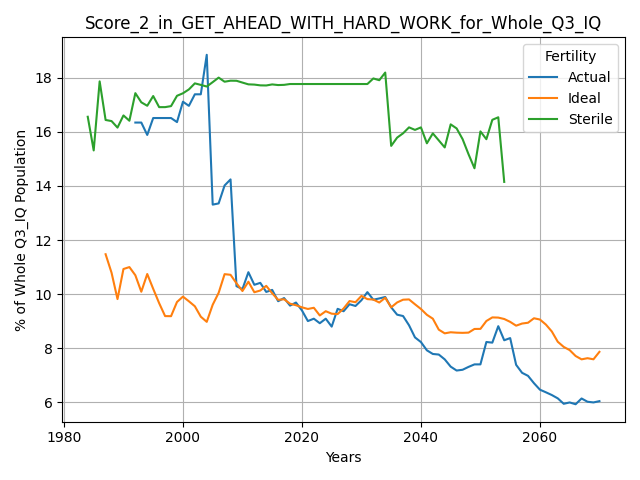 Score_2_in_GET_AHEAD_WITH_HARD_WORK_for_Whole_Q3_IQ
% of Whole Q3_IQ Population
18
16
14
12
10
8
6
Fertility
Actual
Ideal
Sterile
1980
2000
2020
2040
2060
Years